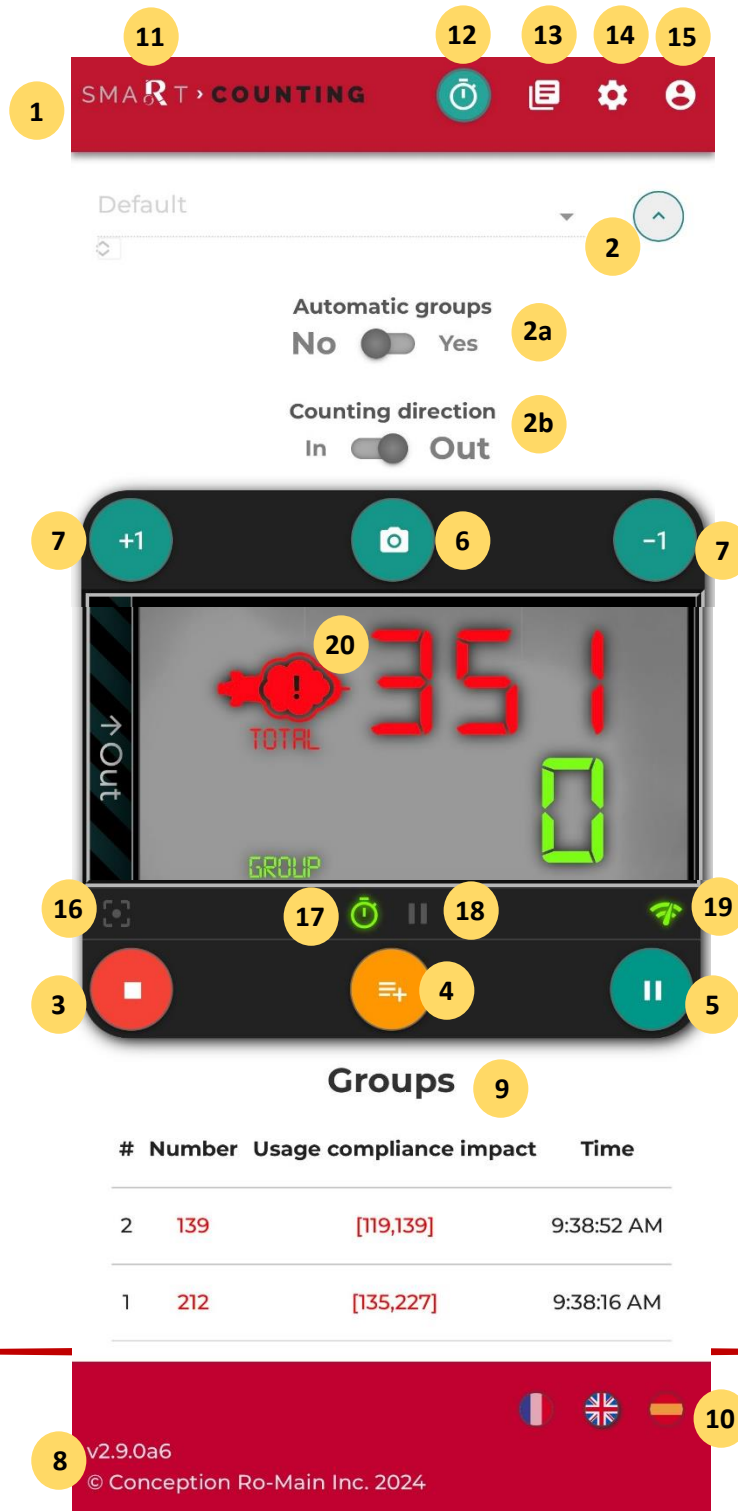 11
12
13
14
15
1
SMART › COUNTING
Default
2
Automatic groups
No Yes
2a
Counting direction
In Out
2b
7
+1
6
-1
7
20
351
TOTAL
→ Out
0
GROUP
16
17
18
19
3
4
5
Groups
9
# Number Usage compliance impact Time
2 139 [119,139] 9:38:52 AM
1 212 [135,227] 9:38:16 AM
10
8
v2.9.0a6
© Conception Ro-Main Inc. 2024